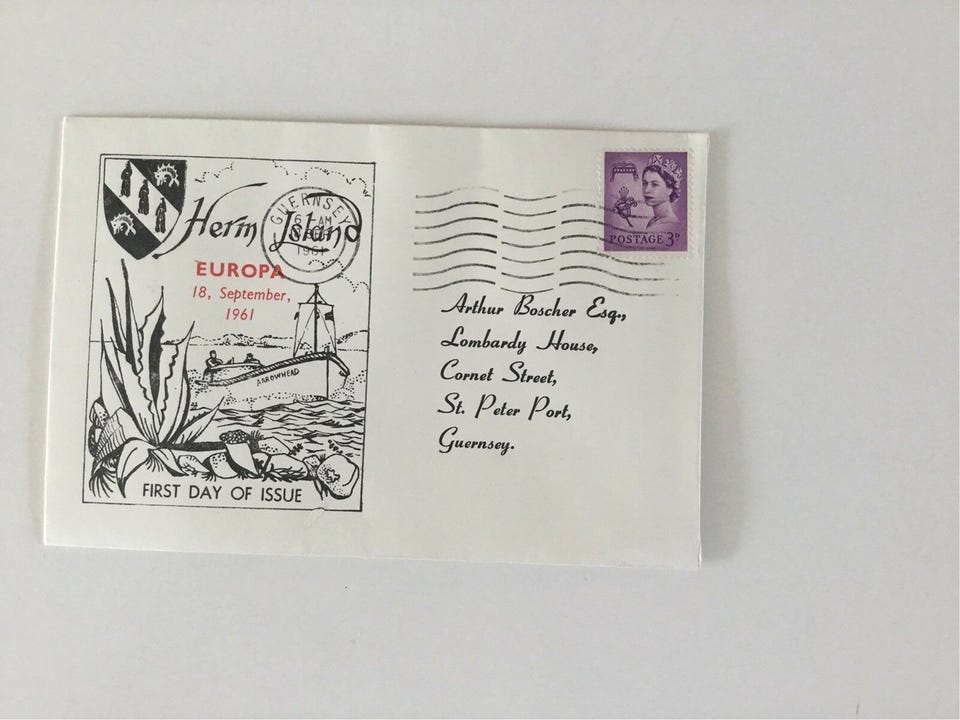 Herm Island
GUERNSEY
1961
EUROPA
18, September,
1961
ARROWHEAD
FIRST DAY OF ISSUE
POSTAGE 3D
Arthur Boscher Esq.,
Lombardy House,
Cornet Street,
St. Peter Port,
Guernsey.